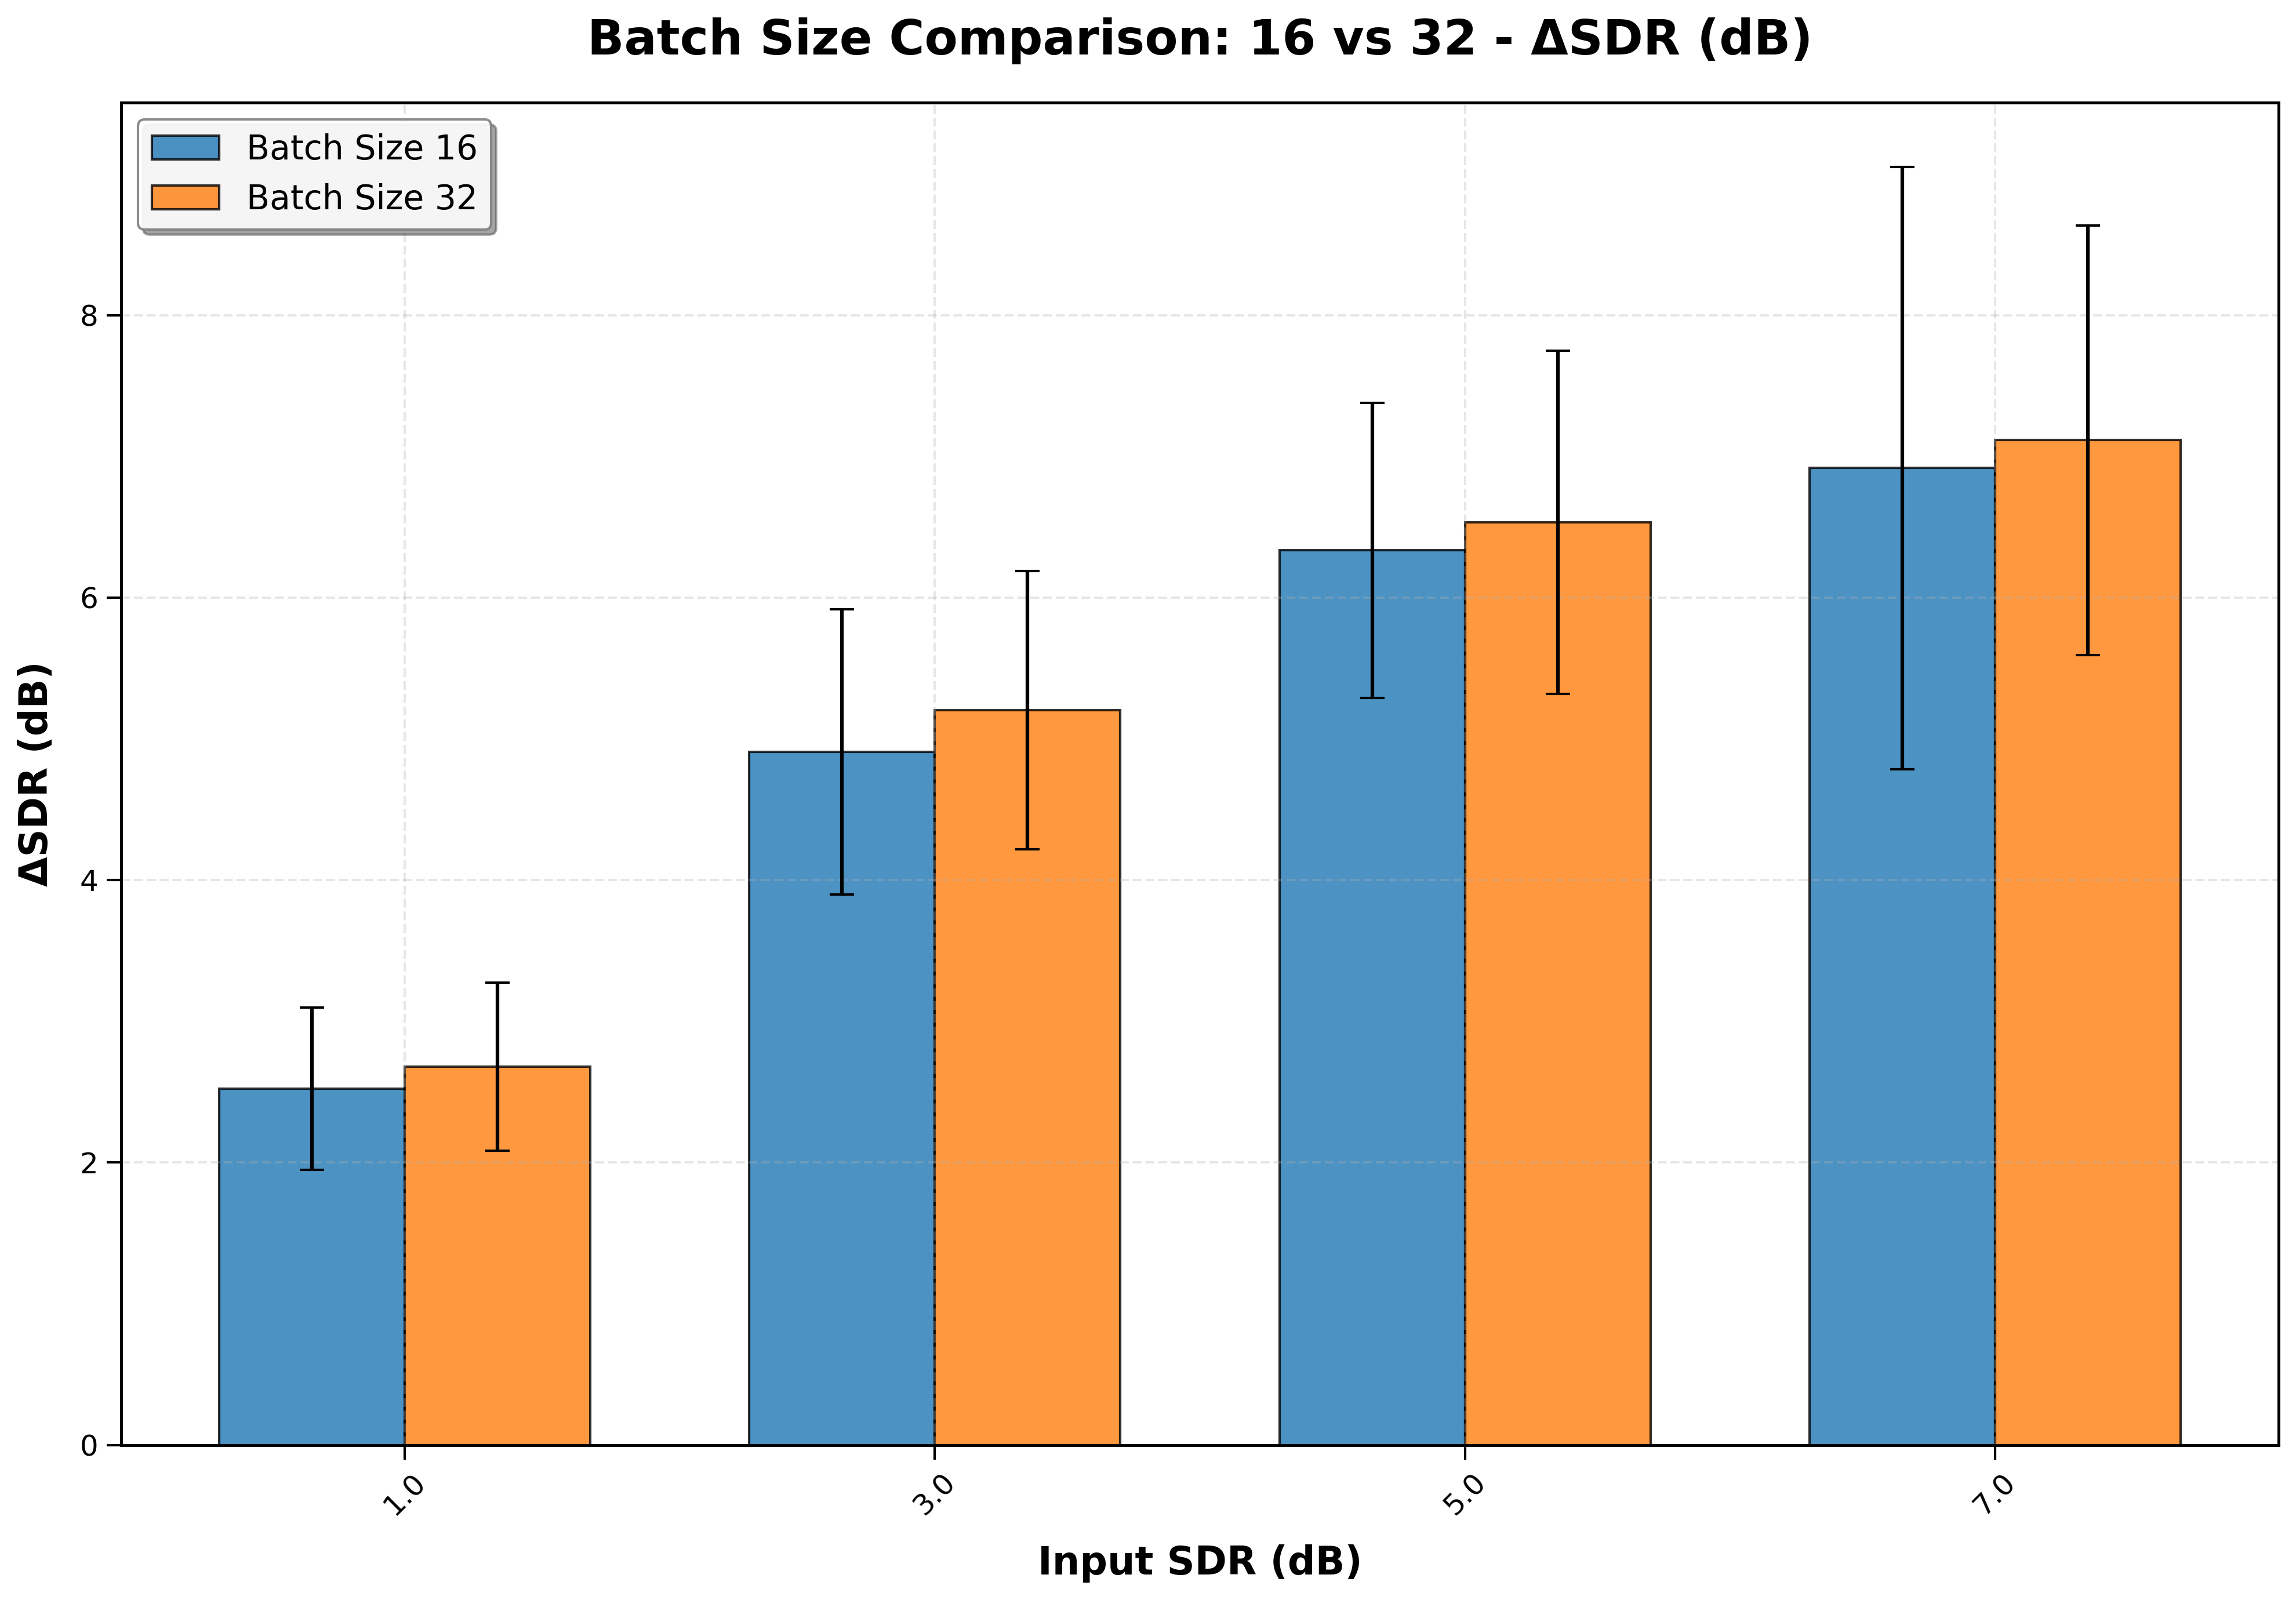 Batch Size Comparison: 16 vs 32 - ΔSDR (dB)
Batch Size 16
Batch Size 32
ΔSDR (dB)
8
6
4
2
0
1.0
3.0
5.0
7.0
Input SDR (dB)